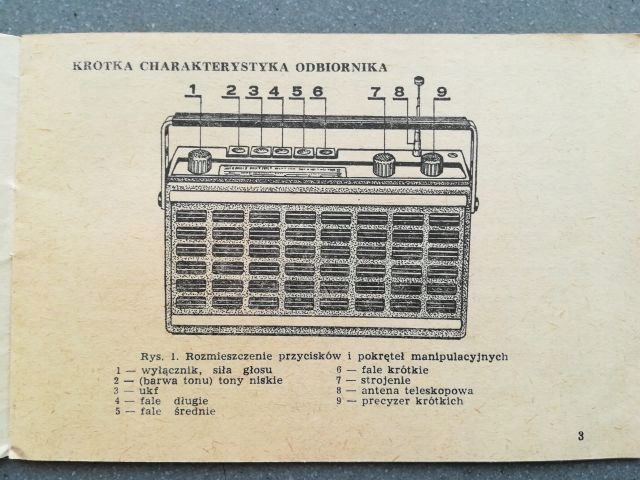 KRÓTKA CHARAKTERYSTYKA ODBIORNIKA
1 2 3 4 5 6 7 8 9
Rys. 1. Rozmieszczenie przycisków i pokręteł manipulacyjnych
1 — wyłącznik, siła głosu
2 — (barwa tonu) tony niskie
3 — ukf
4 — fale długie
5 — fale średnie
6 — fale krótkie
7 — strojenie
8 — antena teleskopowa
9 — precyzer krótkich
3